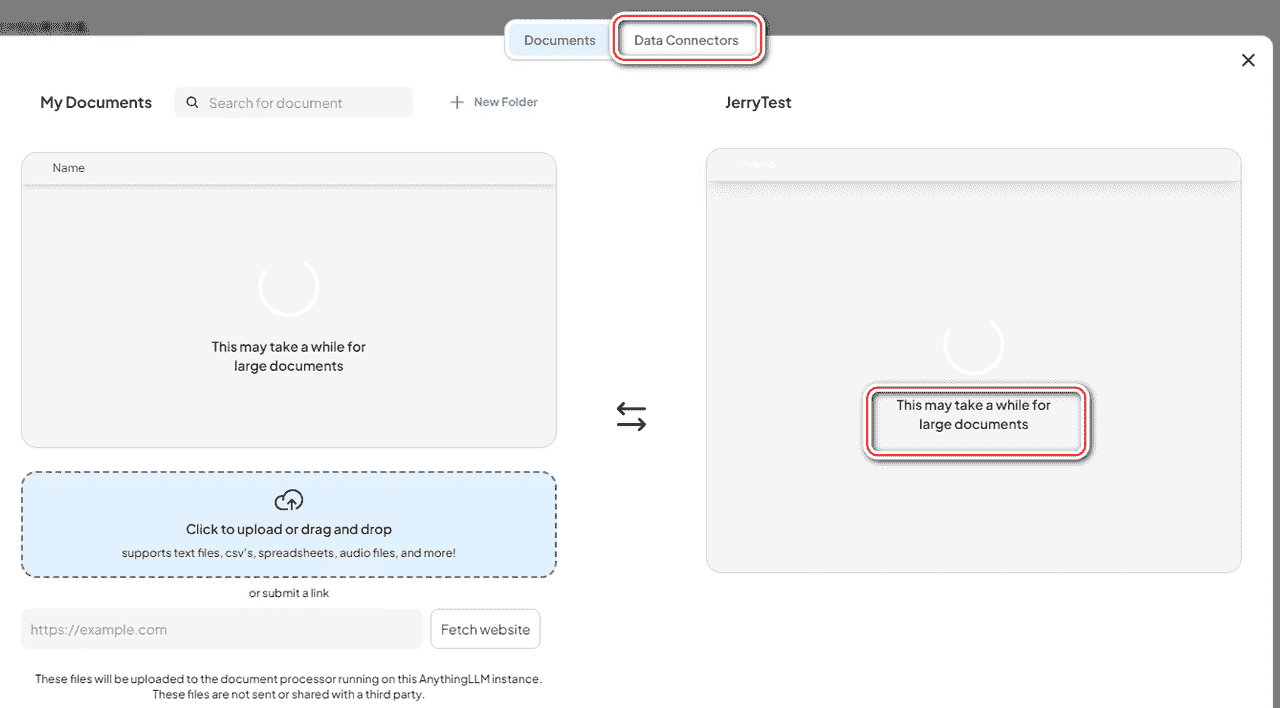 Documents
Data Connectors
My Documents
Search for document
New Folder
JerryTest
Name
Name
This may take a while for
large documents
This may take a while for
large documents
Click to upload or drag and drop
supports text files, csv's, spreadsheets, audio files, and more!
or submit a link
https://example.com
Fetch website
These files will be uploaded to the document processor running on this AnythingLLM instance.
These files are not sent or shared with a third party.